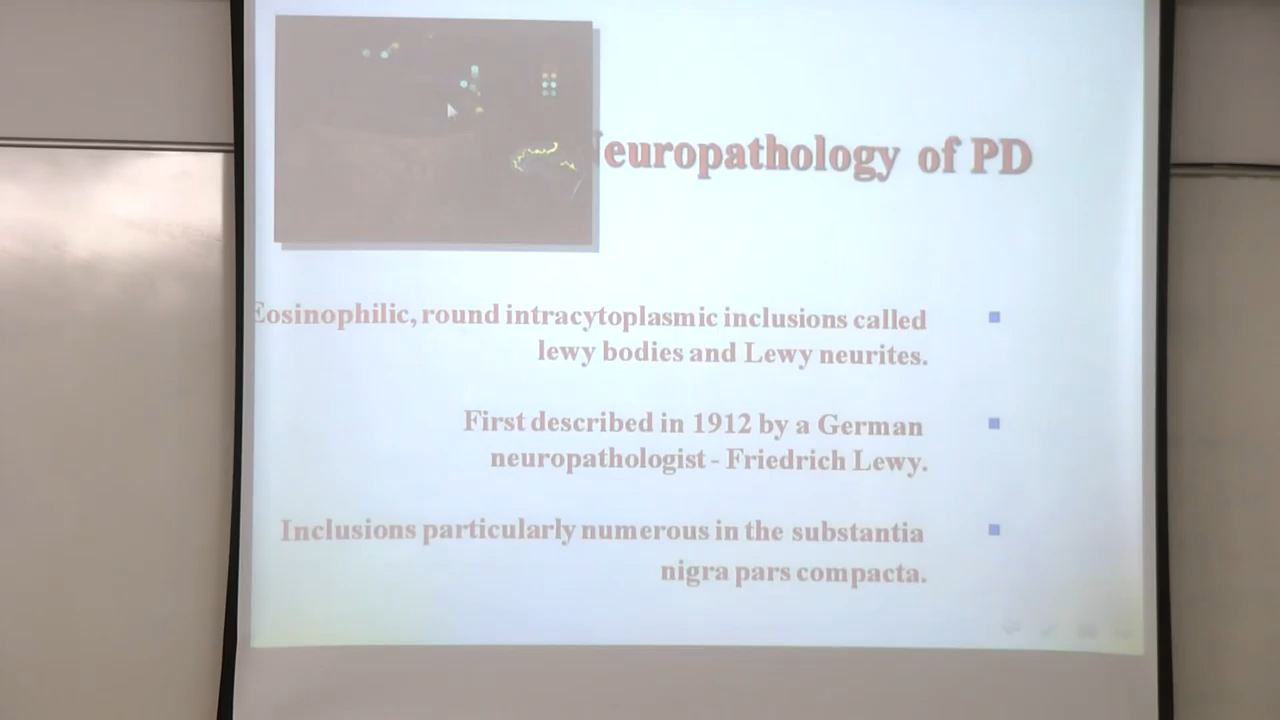 Neuropathology of PD
Eosinophilic, round intracytoplasmic inclusions called
lewy bodies and Lewy neurites.
First described in 1912 by a German
neuropathologist - Friedrich Lewy.
Inclusions particularly numerous in the substantia
nigra pars compacta.